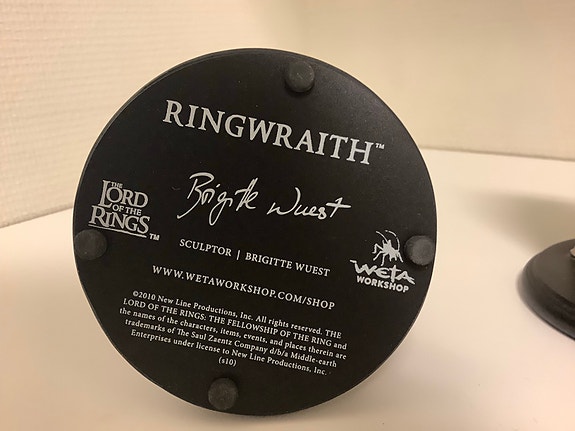 RINGWRAITH™
Brigitte Wuest
THE
LORD
OF THE
RINGS™
SCULPTOR | BRIGITTE WUEST
WETA
WORKSHOP
WWW.WETAWORKSHOP.COM/SHOP
©2010 New Line Productions, Inc. All rights reserved. THE
LORD OF THE RINGS: THE FELLOWSHIP OF THE RING and
the names of the characters, items, events, and places therein are
trademarks of The Saul Zaentz Company d/b/a Middle-earth
Enterprises under license to New Line Productions, Inc.
(s10)